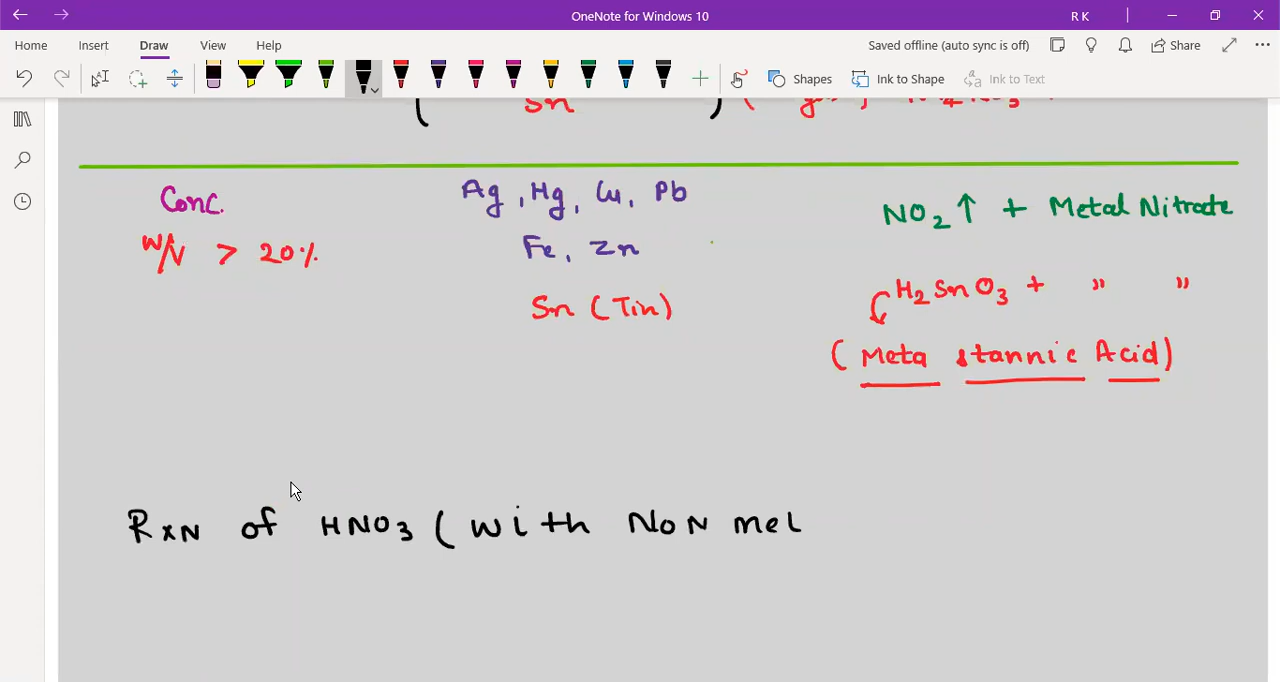 OneNote for Windows 10
R K
Home Insert Draw View Help
Saved offline (auto sync is off) Share
Shapes Ink to Shape Ink to Text
Sn
Conc. Ag, Hg, Cu, Pb NO2↑ + Metal Nitrate
W/V > 20% Fe, Zn
Sn (Tin) H2SnO3 + " "
(Meta stannic Acid)
RxN of HNO3 (with NoN mel